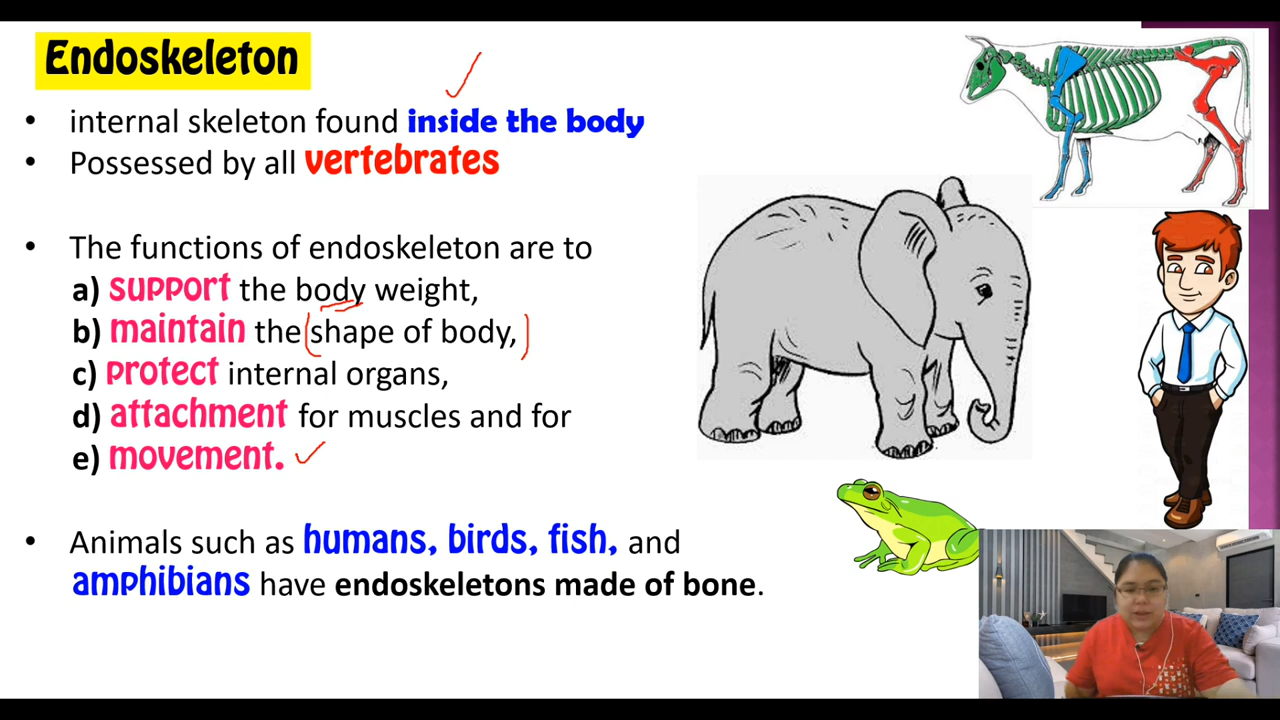 Endoskeleton
• internal skeleton found inside the body
• Possessed by all vertebrates
• The functions of endoskeleton are to
a) support the body weight,
b) maintain the shape of body,
c) protect internal organs,
d) attachment for muscles and for
e) movement.
• Animals such as humans, birds, fish, and
amphibians have endoskeletons made of bone.